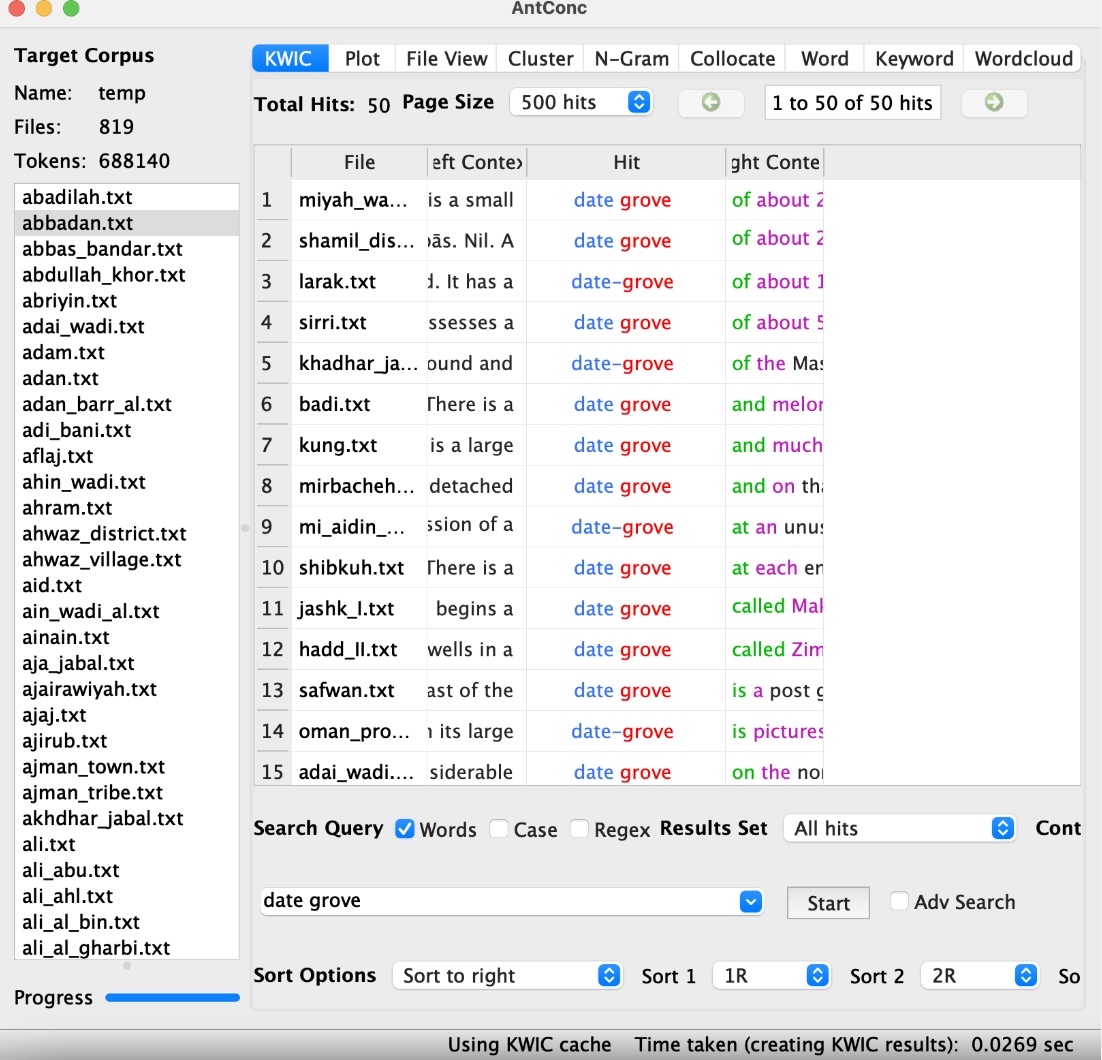 AntConc
Target Corpus
Name: temp
Files: 819
Tokens: 688140
abadilah.txt
abbadan.txt
abbas_bandar.txt
abdullah_khor.txt
abriyin.txt
adai_wadi.txt
adam.txt
adan.txt
adan_barr_al.txt
adi_bani.txt
aflaj.txt
ahin_wadi.txt
ahram.txt
ahwaz_district.txt
ahwaz_village.txt
aid.txt
ain_wadi_al.txt
ainain.txt
aja_jabal.txt
ajairawiyah.txt
ajaj.txt
ajirub.txt
ajman_town.txt
ajman_tribe.txt
akhdhar_jabal.txt
ali.txt
ali_abu.txt
ali_ahl.txt
ali_al_bin.txt
ali_al_gharbi.txt
Progress
KWIC Plot File View Cluster N-Gram Collocate Word Keyword Wordcloud
Total Hits: 50 Page Size 500 hits 1 to 50 of 50 hits
File eft Contex Hit ght Conte
1 miyah_wa... is a small date grove of about 2
2 shamil_dis... ās. Nil. A date grove of about 2
3 larak.txt d. It has a date-grove of about 1
4 sirri.txt ssesses a date grove of about 5
5 khadhar_ja... ound and date-grove of the Mas
6 badi.txt There is a date grove and melor
7 kung.txt is a large date grove and much
8 mirbacheh... detached date grove and on tha
9 mi_aidin_... ssion of a date-grove at an unus
10 shibkuh.txt There is a date grove at each en
11 jashk_I.txt begins a date grove called Mak
12 hadd_II.txt wells in a date grove called Zim
13 safwan.txt ast of the date grove is a post g
14 oman_pro... n its large date-grove is pictures
15 adai_wadi.... siderable date grove on the nor
Search Query Words Case Regex Results Set All hits Cont
date grove Start Adv Search
Sort Options Sort to right Sort 1 1R Sort 2 2R So
Using KWIC cache Time taken (creating KWIC results): 0.0269 sec